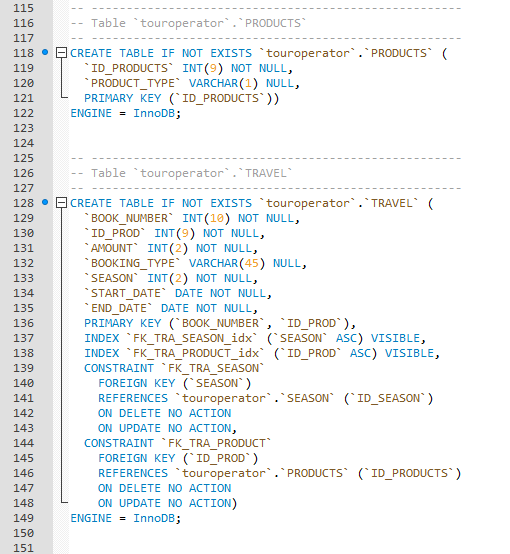 115 -- -----------------------------------------------------
116 -- Table `touroperator`.`PRODUCTS`
117 -- -----------------------------------------------------
118 CREATE TABLE IF NOT EXISTS `touroperator`.`PRODUCTS` (
119   `ID_PRODUCTS` INT(9) NOT NULL,
120   `PRODUCT_TYPE` VARCHAR(1) NULL,
121   PRIMARY KEY (`ID_PRODUCTS`))
122 ENGINE = InnoDB;
123
124
125 -- -----------------------------------------------------
126 -- Table `touroperator`.`TRAVEL`
127 -- -----------------------------------------------------
128 CREATE TABLE IF NOT EXISTS `touroperator`.`TRAVEL` (
129   `BOOK_NUMBER` INT(10) NOT NULL,
130   `ID_PROD` INT(9) NOT NULL,
131   `AMOUNT` INT(2) NOT NULL,
132   `BOOKING_TYPE` VARCHAR(45) NULL,
133   `SEASON` INT(2) NOT NULL,
134   `START_DATE` DATE NOT NULL,
135   `END_DATE` DATE NOT NULL,
136   PRIMARY KEY (`BOOK_NUMBER`, `ID_PROD`),
137   INDEX `FK_TRA_SEASON_idx` (`SEASON` ASC) VISIBLE,
138   INDEX `FK_TRA_PRODUCT_idx` (`ID_PROD` ASC) VISIBLE,
139   CONSTRAINT `FK_TRA_SEASON`
140     FOREIGN KEY (`SEASON`)
141     REFERENCES `touroperator`.`SEASON` (`ID_SEASON`)
142     ON DELETE NO ACTION
143     ON UPDATE NO ACTION,
144   CONSTRAINT `FK_TRA_PRODUCT`
145     FOREIGN KEY (`ID_PROD`)
146     REFERENCES `touroperator`.`PRODUCTS` (`ID_PRODUCTS`)
147     ON DELETE NO ACTION
148     ON UPDATE NO ACTION)
149 ENGINE = InnoDB;
150
151